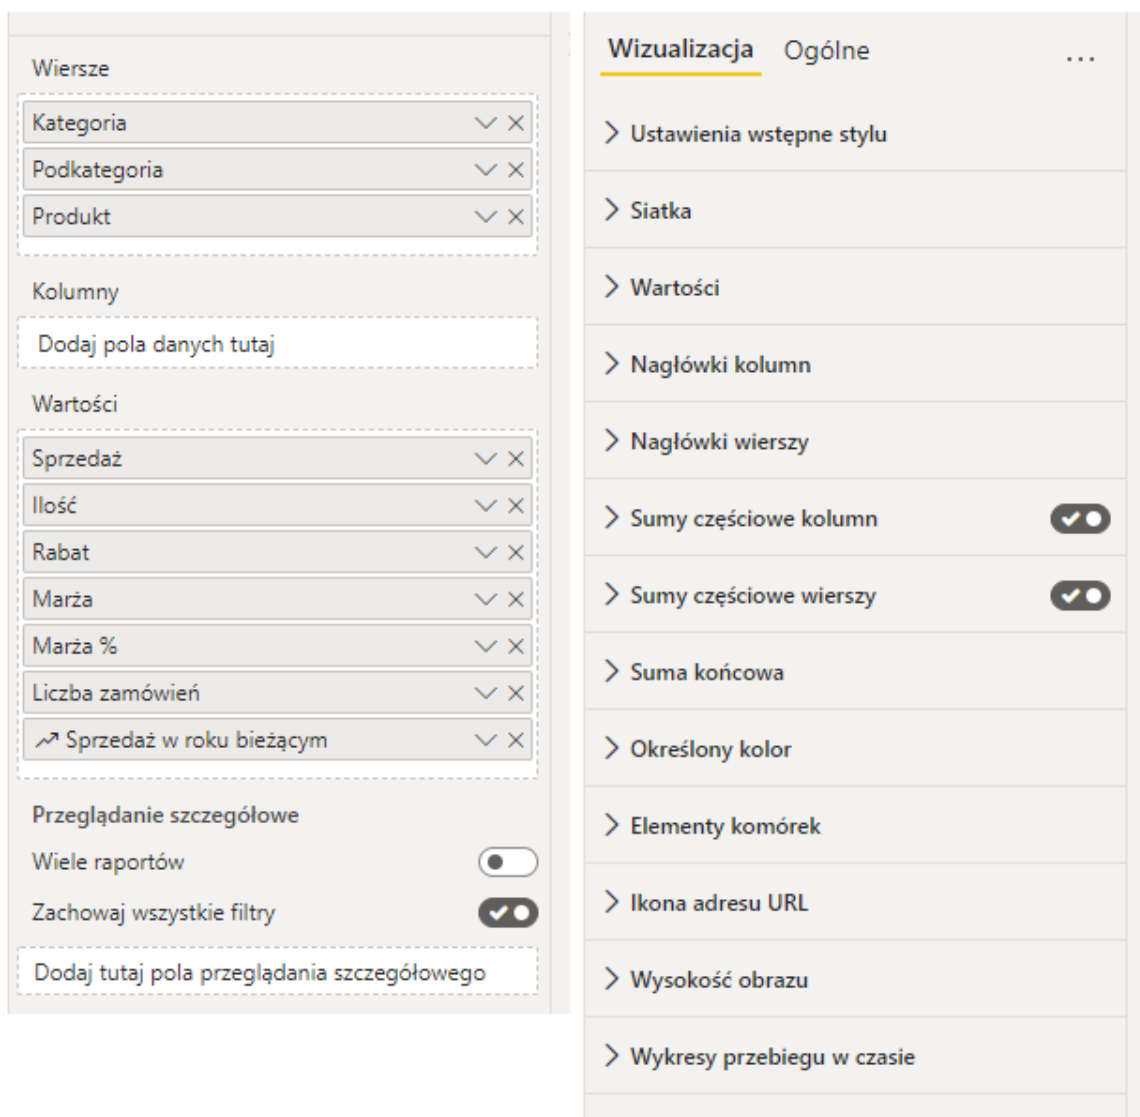 Wiersze
Kategoria
Podkategoria
Produkt
Kolumny
Dodaj pola danych tutaj
Wartości
Sprzedaż
Ilość
Rabat
Marża
Marża %
Liczba zamówień
Sprzedaż w roku bieżącym
Przeglądanie szczegółowe
Wiele raportów
Zachowaj wszystkie filtry
Dodaj tutaj pola przeglądania szczegółowego
Wizualizacja Ogólne ...
Ustawienia wstępne stylu
Siatka
Wartości
Nagłówki kolumn
Nagłówki wierszy
Sumy częściowe kolumn
Sumy częściowe wierszy
Suma końcowa
Określony kolor
Elementy komórek
Ikona adresu URL
Wysokość obrazu
Wykresy przebiegu w czasie